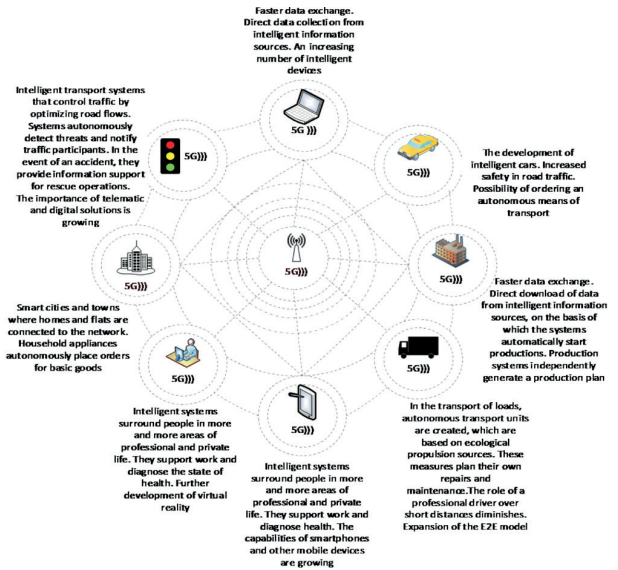 Faster data exchange.
Direct data collection from
intelligent information
sources. An increasing
number of intelligent
devices
5G )))
Intelligent transport systems
that control traffic by
optimizing road flows.
Systems autonomously
detect threats and notify
traffic participants. In the
event of an accident, they
provide information support
for rescue operations.
The importance of telematic
and digital solutions is
growing
5G)))
5G)))
The development of
intelligent cars. Increased
safety in road traffic.
Possibility of ordering an
autonomous means of
transport
5G)))
5G)))
5G)))
Smart cities and towns
where homes and flats are
connected to the network.
Household appliances
autonomously place orders
for basic goods
Faster data exchange.
Direct download of data
from intelligent information
sources, on the basis of
which the systems
automatically start
productions. Production
systems independently
generate a production plan
5G)))
5G)))
5G)))
Intelligent systems
surround people in more
and more areas of
professional and private
life. They support work and
diagnose the state of
health. Further
development of virtual
reality
Intelligent systems
surround people in more
and more areas of
professional and private
life. They support work and
diagnose health. The
capabilities of smartphones
and other mobile devices
are growing
In the transport of loads,
autonomous transport units
are created, which are
based on ecological
propulsion sources. These
measures plan their own
repairs and
maintenance.The role of a
professional driver over
short distances diminishes.
Expansion of the E2E model